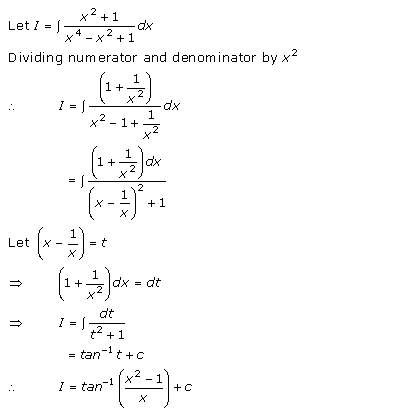 Let I = ∫ (x² + 1)/(x⁴ − x² + 1) dx
Dividing numerator and denominator by x²
∴ I = ∫ (1 + 1/x²)/(x² − 1 + 1/x²) dx
= ∫ (1 + 1/x²)dx/((x − 1/x)² + 1)
Let (x − 1/x) = t
⇒ (1 + 1/x²)dx = dt
⇒ I = ∫ dt/(t² + 1)
= tan⁻¹ t + c
∴ I = tan⁻¹((x² − 1)/x) + c